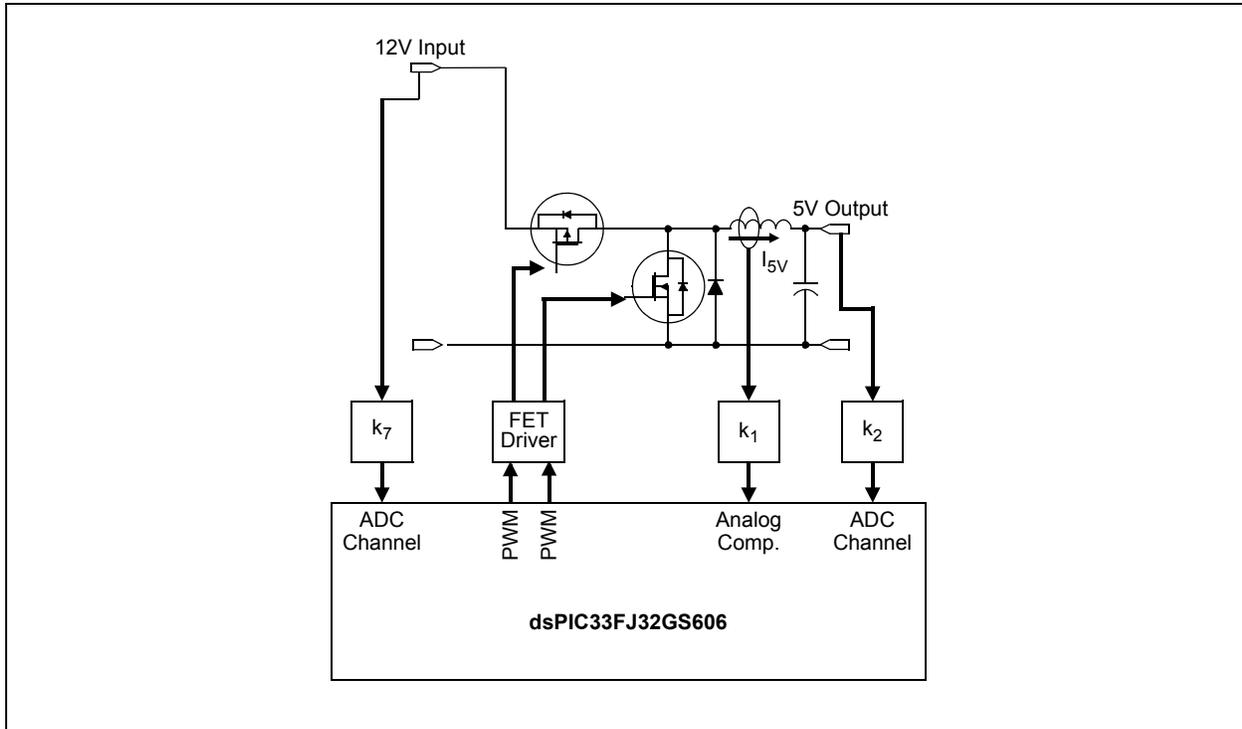 12V Input
5V Output
I5V
k7
FET
Driver
k1
k2
ADC
Channel
PWM
PWM
Analog
Comp.
ADC
Channel
dsPIC33FJ32GS606